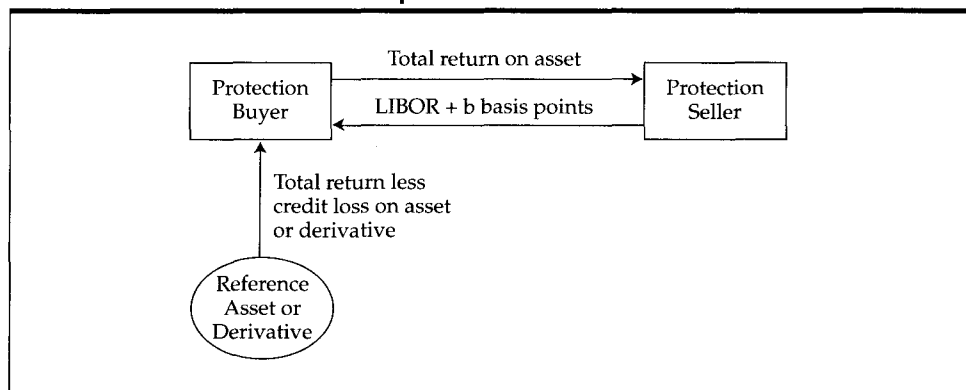 Total return on asset
Protection
Buyer
Protection
Seller
LIBOR + b basis points
Total return less
credit loss on asset
or derivative
Reference
Asset or
Derivative